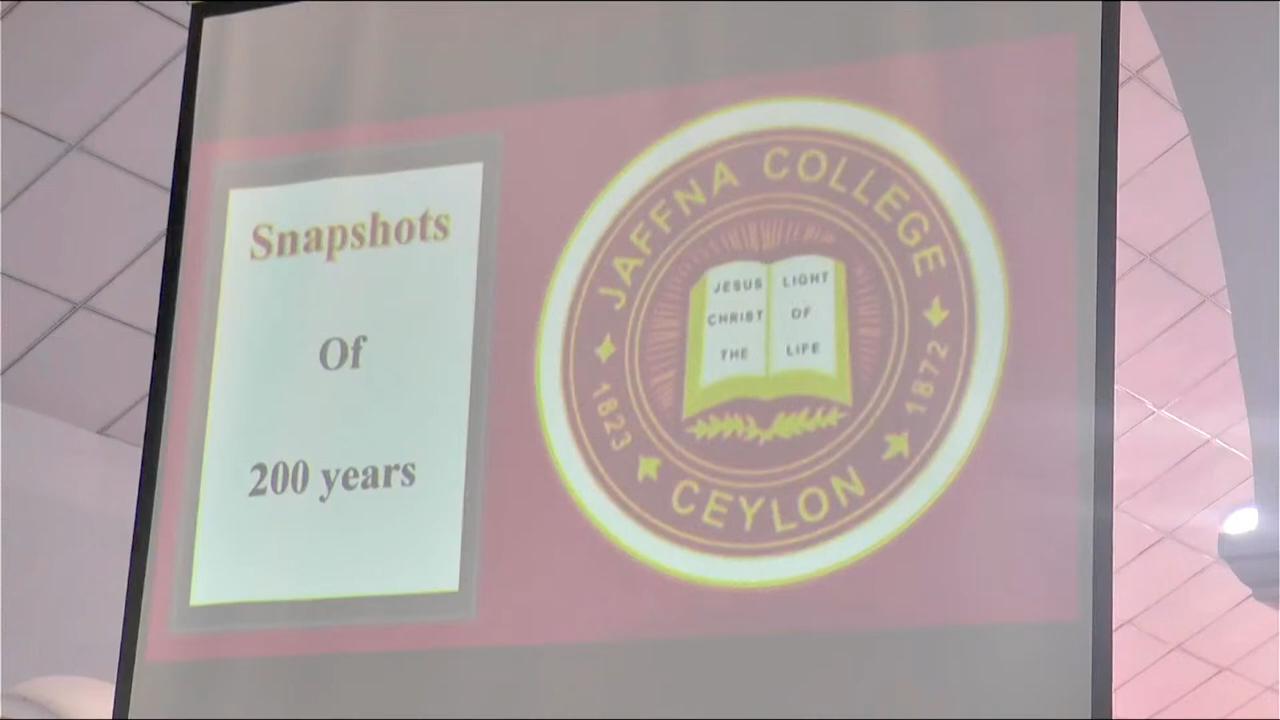 Snapshots
Of
200 years
JAFFNA COLLEGE
JESUS
CHRIST
THE
LIGHT
OF
LIFE
1823
1872
CEYLON